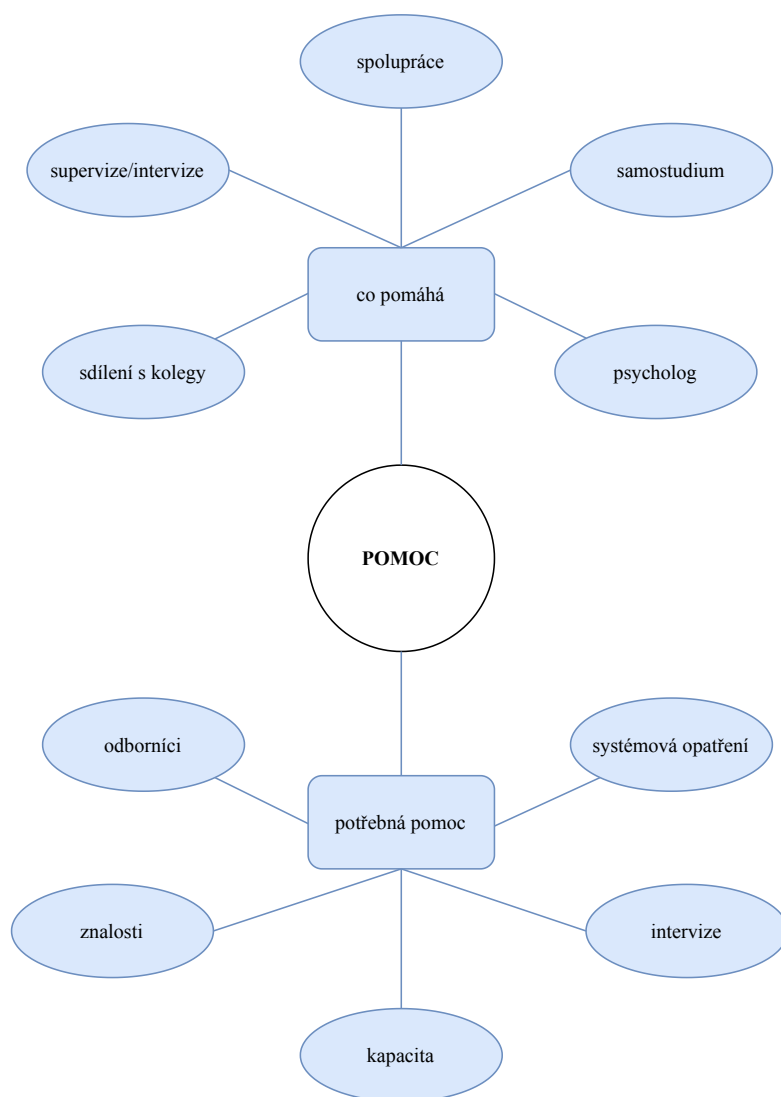 spolupráce
supervize/intervize
samostudium
co pomáhá
sdílení s kolegy
psycholog
POMOC
odborníci
systémová opatření
potřebná pomoc
znalosti
intervize
kapacita